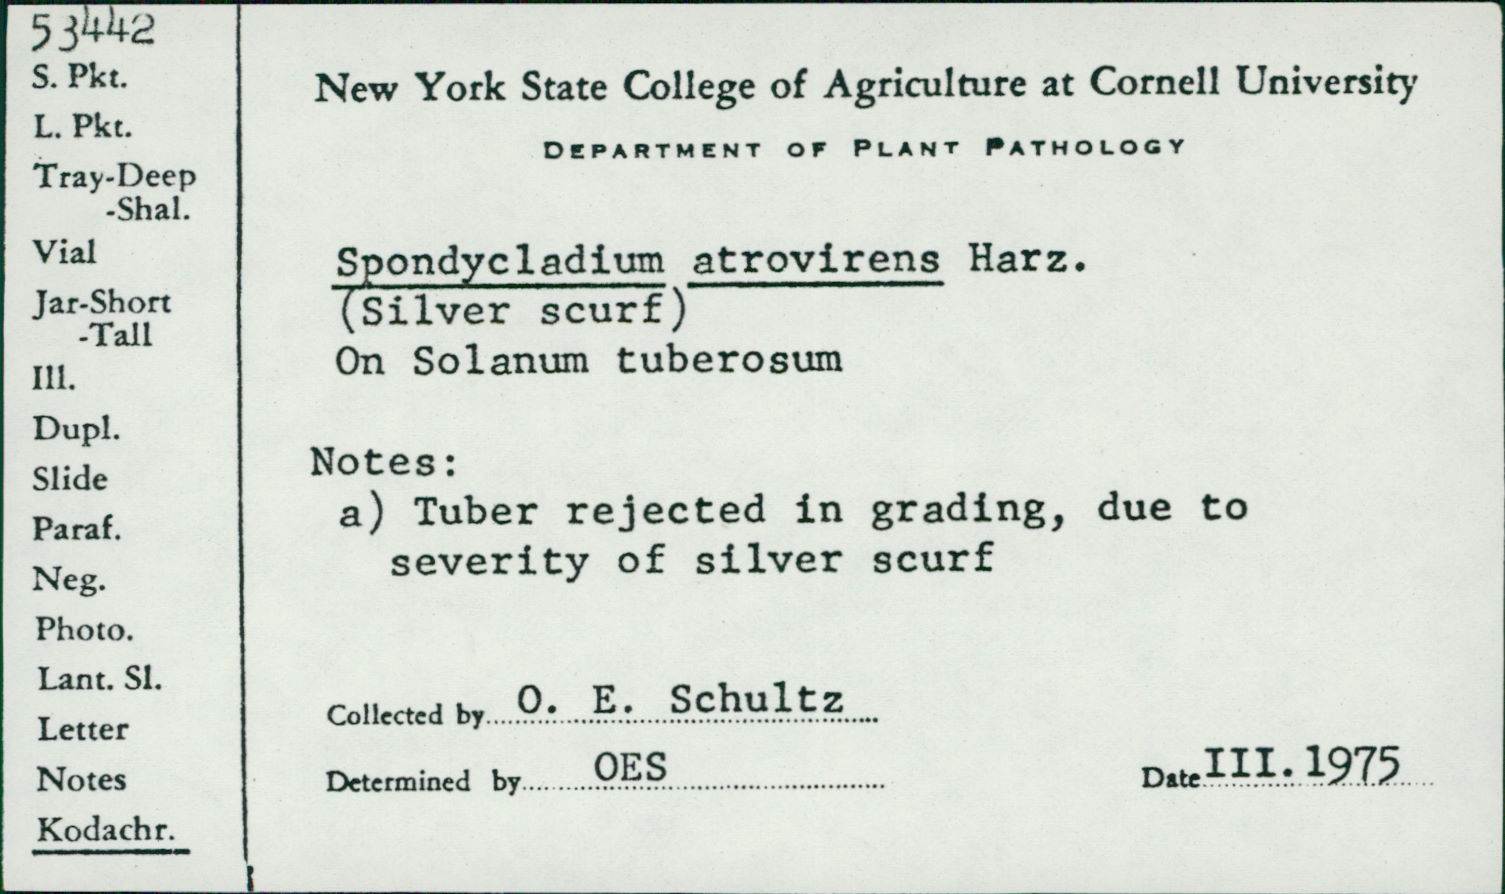 53442
S. Pkt.
L. Pkt.
Tray-Deep
-Shal.
Vial
Jar-Short
-Tall
Ill.
Dupl.
Slide
Paraf.
Neg.
Photo.
Lant. Sl.
Letter
Notes
Kodachr.
New York State College of Agriculture at Cornell University
DEPARTMENT OF PLANT PATHOLOGY
Spondycladium atrovirens Harz.
(Silver scurf)
On Solanum tuberosum
Notes:
a) Tuber rejected in grading, due to
severity of silver scurf
Collected by O. E. Schultz
Determined by OES
Date III. 1975